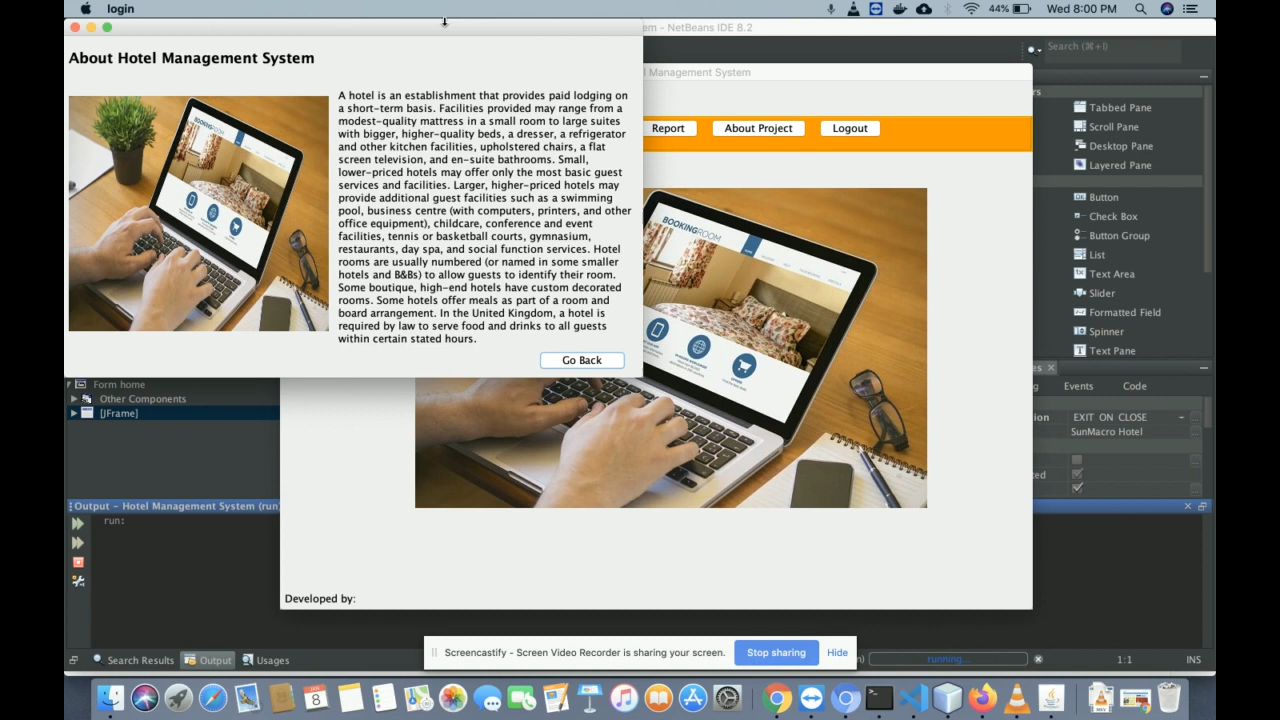 login
44%
Wed 8:00 PM
em - NetBeans IDE 8.2
Search (⌘+I)
l Management System
About Hotel Management System
A hotel is an establishment that provides paid lodging on
a short-term basis. Facilities provided may range from a
modest-quality mattress in a small room to large suites
with bigger, higher-quality beds, a dresser, a refrigerator
and other kitchen facilities, upholstered chairs, a flat
screen television, and en-suite bathrooms. Small,
lower-priced hotels may offer only the most basic guest
services and facilities. Larger, higher-priced hotels may
provide additional guest facilities such as a swimming
pool, business centre (with computers, printers, and other
office equipment), childcare, conference and event
facilities, tennis or basketball courts, gymnasium,
restaurants, day spa, and social function services. Hotel
rooms are usually numbered (or named in some smaller
hotels and B&Bs) to allow guests to identify their room.
Some boutique, high-end hotels have custom decorated
rooms. Some hotels offer meals as part of a room and
board arrangement. In the United Kingdom, a hotel is
required by law to serve food and drinks to all guests
within certain stated hours.
Go Back
BOOKINGROOM
Report
About Project
Logout
BOOKINGROOM
rs
Tabbed Pane
Scroll Pane
Desktop Pane
Layered Pane
Button
Check Box
Button Group
List
Text Area
Slider
Formatted Field
Spinner
Text Pane
es
g
Events
Code
ion
EXIT_ON_CLOSE
SunMacro Hotel
ted
Form home
Other Components
[JFrame]
Output - Hotel Management System (run
run:
Developed by:
Screencastify - Screen Video Recorder is sharing your screen.
Stop sharing
Hide
Search Results
Output
Usages
n)
running...
1:1
INS
JAN
8